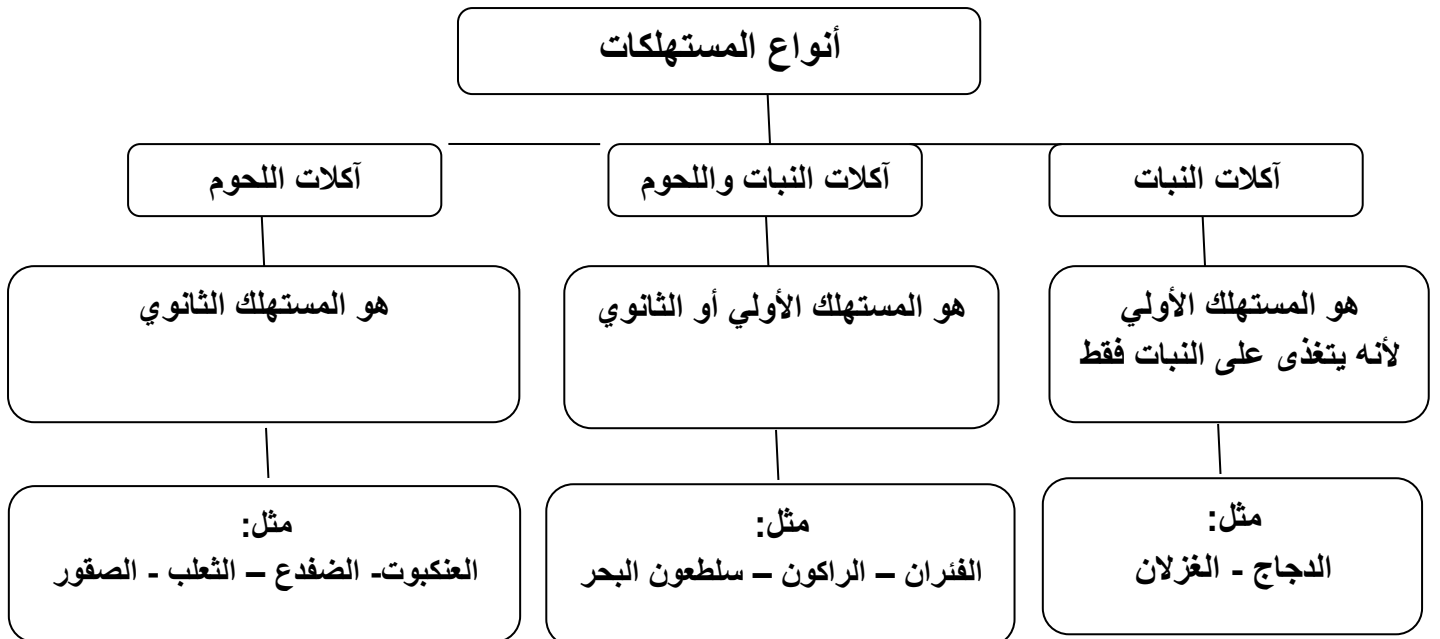 أنواع المستهلكات
آكلات النبات
آكلات النبات واللحوم
آكلات اللحوم
هو المستهلك الأولي
لأنه يتغذى على النبات فقط
هو المستهلك الأولي أو الثانوي
هو المستهلك الثانوي
مثل:
الدجاج - الغزلان
مثل:
الفئران – الراكون – سلطعون البحر
مثل:
العنكبوت- الضفدع – الثعلب - الصقور